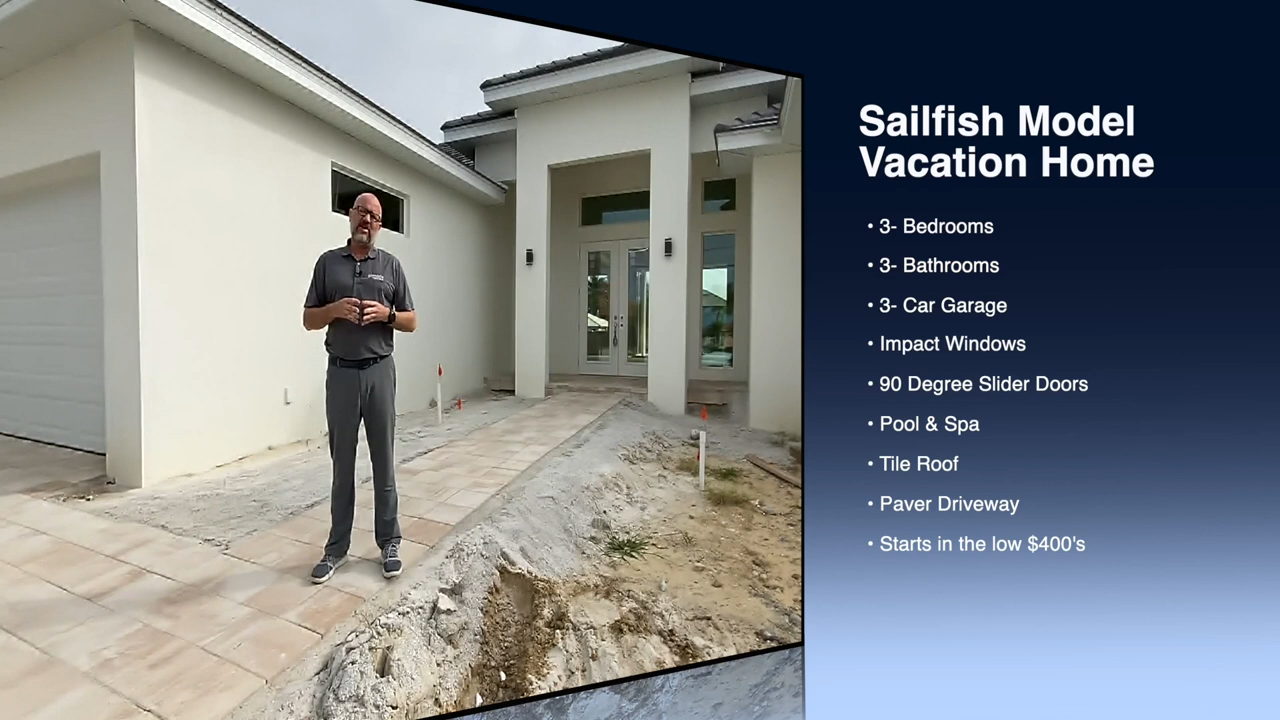 Sailfish Model
Vacation Home
• 3- Bedrooms
• 3- Bathrooms
• 3- Car Garage
• Impact Windows
• 90 Degree Slider Doors
• Pool & Spa
• Tile Roof
• Paver Driveway
• Starts in the low $400's